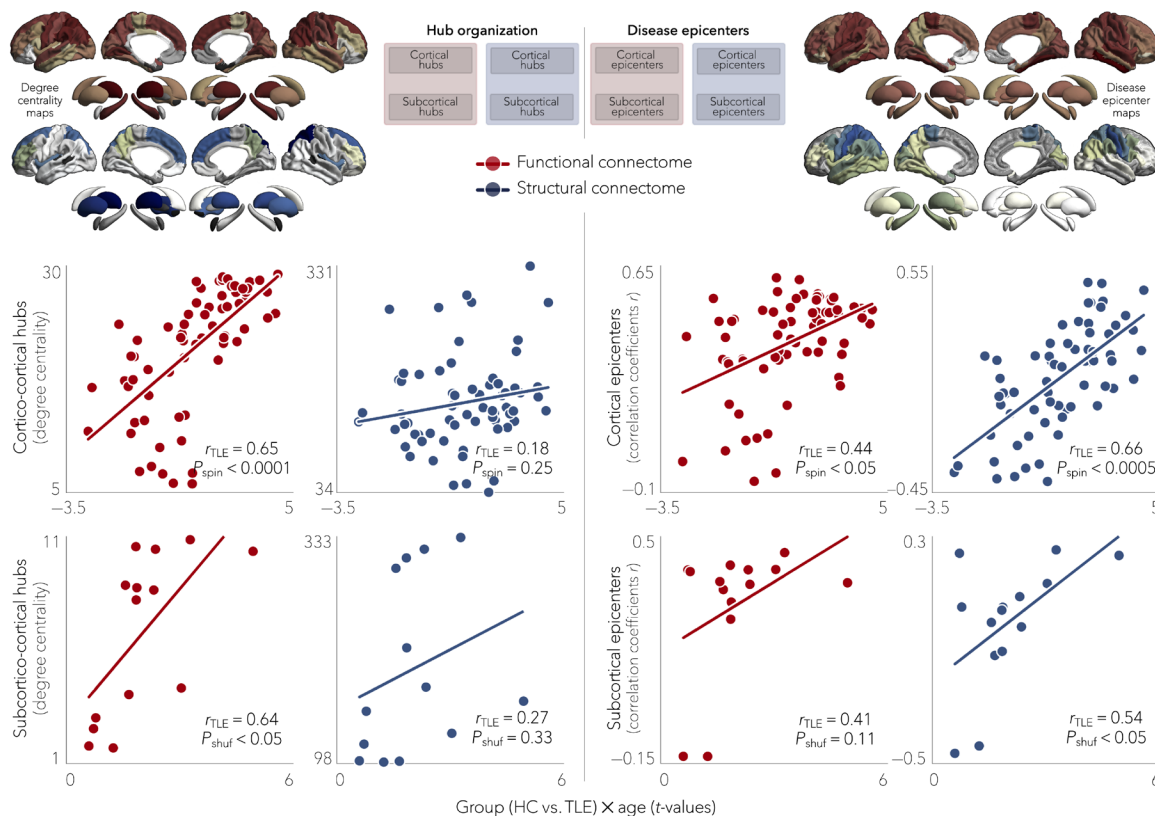 Hub organization
Disease epicenters
Cortical
hubs
Cortical
hubs
Cortical
epicenters
Cortical
epicenters
Subcortical
hubs
Subcortical
hubs
Subcortical
epicenters
Subcortical
epicenters
Degree
centrality
maps
Disease
epicenter
maps
Functional connectome
Structural connectome
Cortico-cortical hubs
(degree centrality)
30
5
−3.5
5
rTLE = 0.65
Pspin < 0.0001
331
34
−3.5
5
rTLE = 0.18
Pspin = 0.25
Cortical epicenters
(correlation coefficients r)
0.65
−0.1
−3.5
5
rTLE = 0.44
Pspin < 0.05
0.55
−0.45
−3.5
5
rTLE = 0.66
Pspin < 0.0005
Subcortico-cortical hubs
(degree centrality)
11
1
0
6
rTLE = 0.64
Pshuf < 0.05
333
98
0
6
rTLE = 0.27
Pshuf = 0.33
Subcortical epicenters
(correlation coefficients r)
0.5
−0.15
0
6
rTLE = 0.41
Pshuf = 0.11
0.3
−0.5
0
6
rTLE = 0.54
Pshuf < 0.05
Group (HC vs. TLE) × age (t-values)